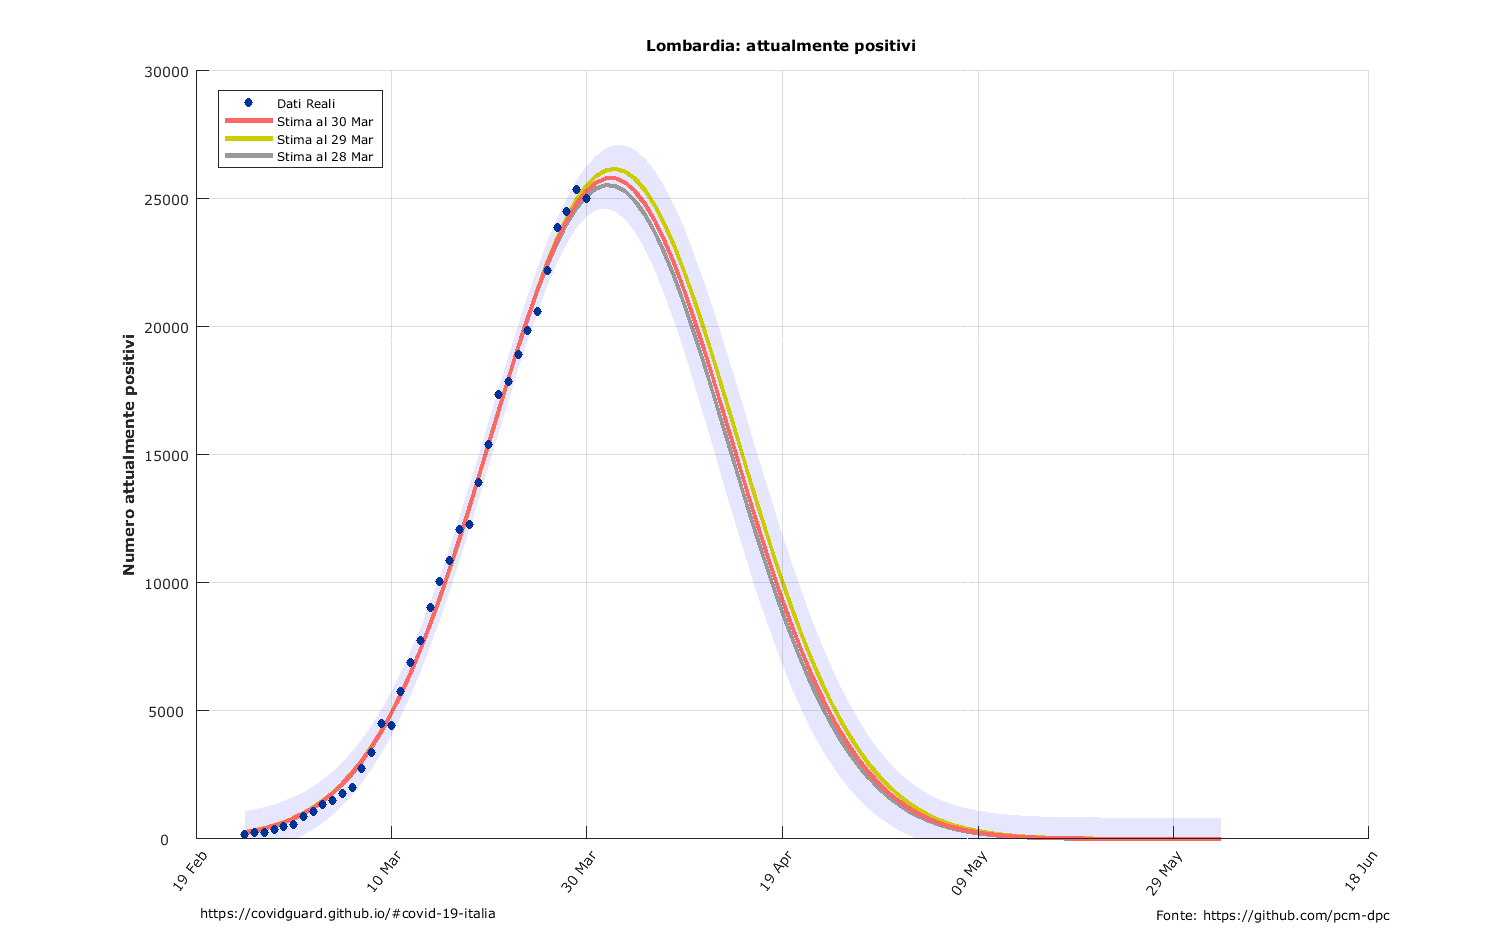 Lombardia: attualmente positivi
30000
25000
20000
15000
10000
5000
0
Numero attualmente positivi
Dati Reali
Stima al 30 Mar
Stima al 29 Mar
Stima al 28 Mar
19 Feb
10 Mar
30 Mar
19 Apr
09 May
29 May
18 Jun
https://covidguard.github.io/#covid-19-italia
Fonte: https://github.com/pcm-dpc